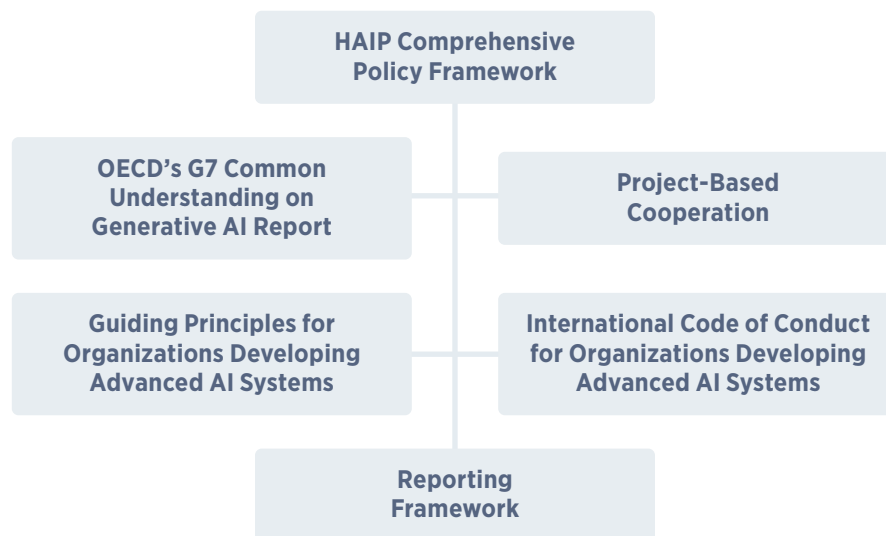 HAIP Comprehensive
Policy Framework
OECD’s G7 Common
Understanding on
Generative AI Report
Project-Based
Cooperation
Guiding Principles for
Organizations Developing
Advanced AI Systems
International Code of Conduct
for Organizations Developing
Advanced AI Systems
Reporting
Framework